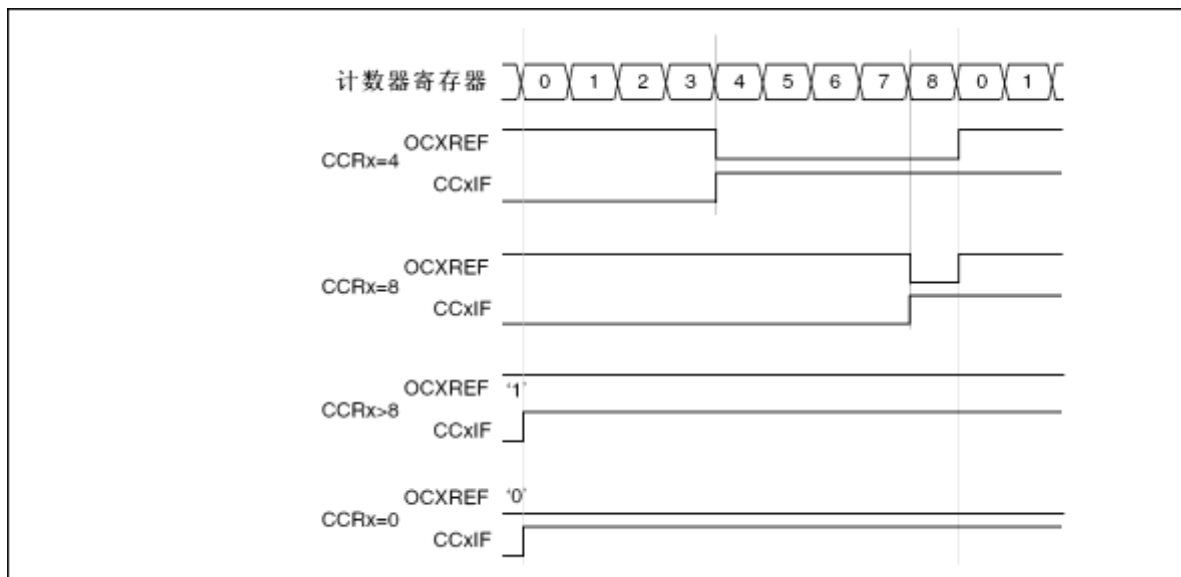 计数器寄存器 0 1 2 3 4 5 6 7 8 0 1
OCXREF
CCRx=4
CCxIF
OCXREF
CCRx=8
CCxIF
OCXREF '1'
CCRx>8
CCxIF
OCXREF '0'
CCRx=0
CCxIF